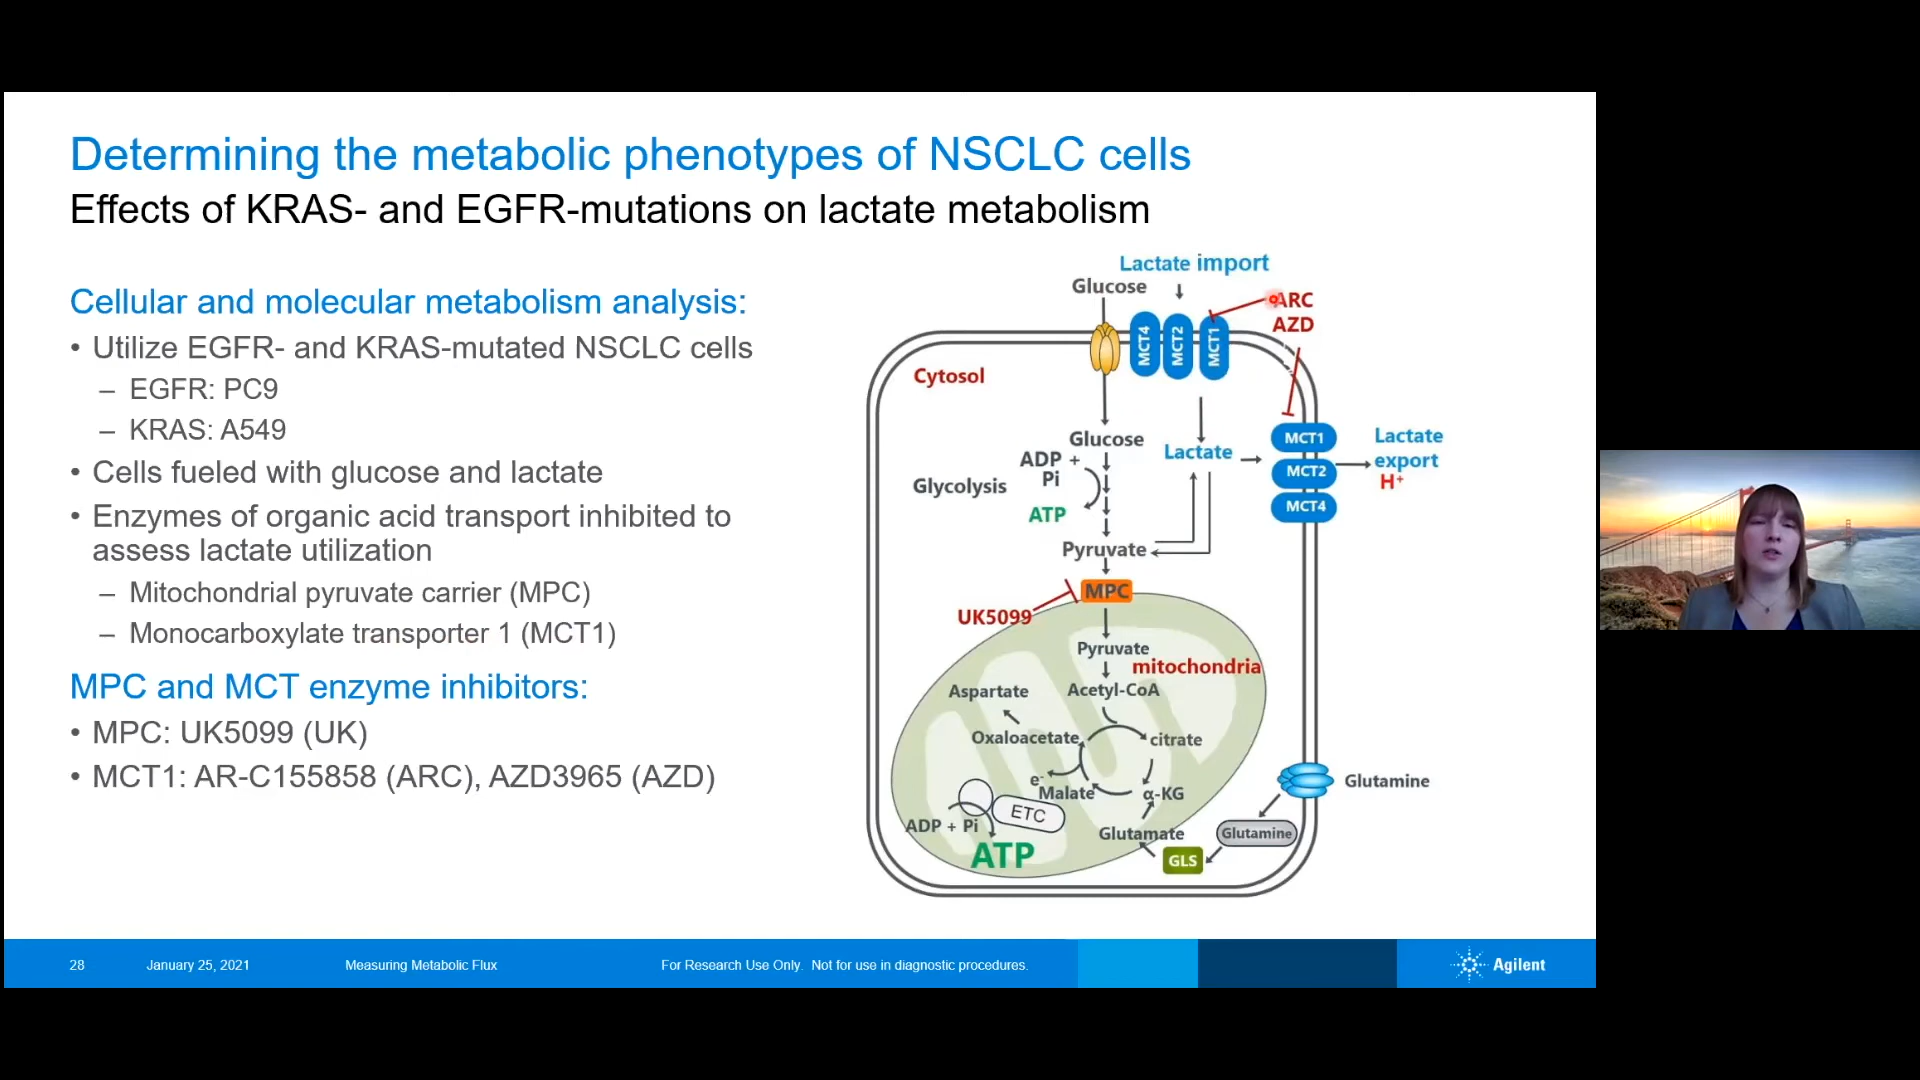 Determining the metabolic phenotypes of NSCLC cells
Effects of KRAS- and EGFR-mutations on lactate metabolism
Cellular and molecular metabolism analysis:
• Utilize EGFR- and KRAS-mutated NSCLC cells
– EGFR: PC9
– KRAS: A549
• Cells fueled with glucose and lactate
• Enzymes of organic acid transport inhibited to
assess lactate utilization
– Mitochondrial pyruvate carrier (MPC)
– Monocarboxylate transporter 1 (MCT1)
MPC and MCT enzyme inhibitors:
• MPC: UK5099 (UK)
• MCT1: AR-C155858 (ARC), AZD3965 (AZD)
Lactate import
Glucose
ARC
AZD
MCT4
MCT2
MCT1
Cytosol
Glucose
Lactate
ADP +
Pi
Glycolysis
ATP
MCT1
MCT2
MCT4
Lactate
export
H⁺
Pyruvate
MPC
UK5099
Pyruvate
mitochondria
Aspartate
Acetyl-CoA
Oxaloacetate
citrate
e⁻
Malate
α-KG
ETC
ADP + Pi
ATP
Glutamate
Glutamine
Glutamine
GLS
28
January 25, 2021
Measuring Metabolic Flux
For Research Use Only. Not for use in diagnostic procedures.
Agilent